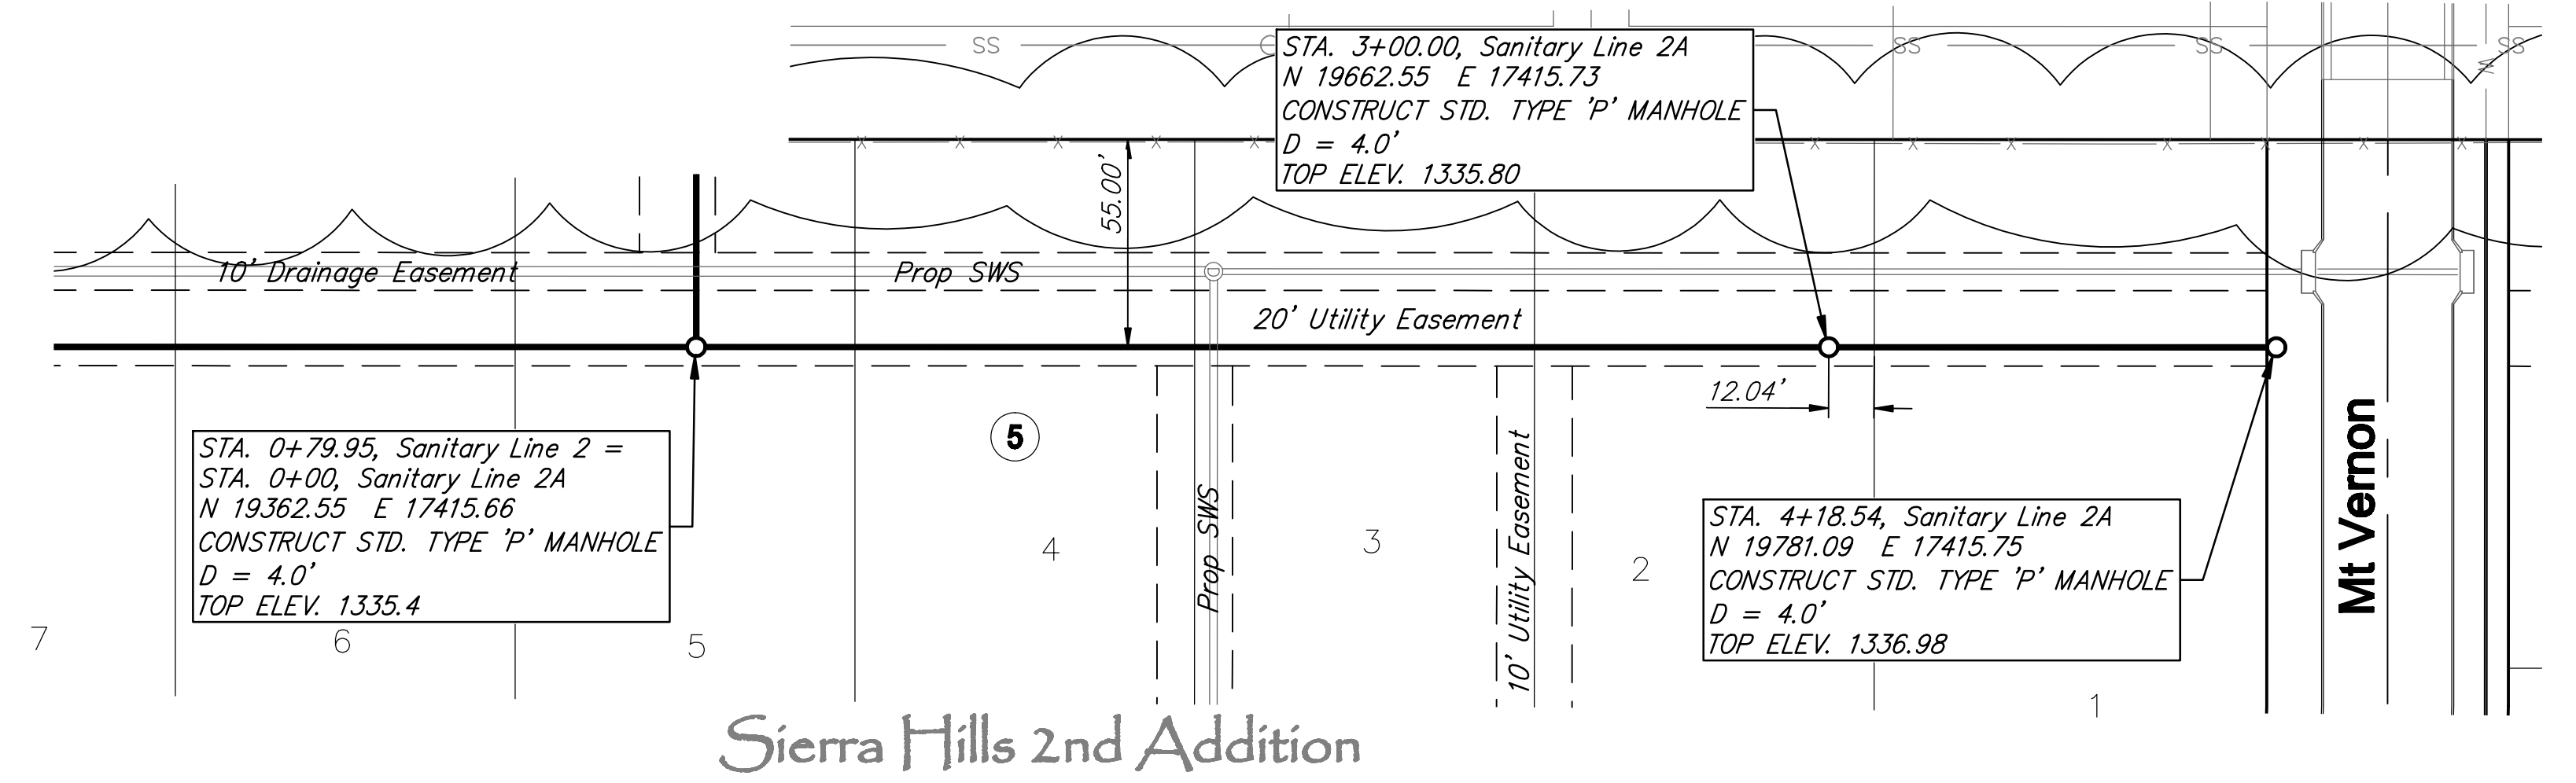 SS
SS
SS
SS
W
STA. 3+00.00, Sanitary Line 2A
N 19662.55 E 17415.73
CONSTRUCT STD. TYPE 'P' MANHOLE
D = 4.0'
TOP ELEV. 1335.80
X X X X X X X X X X X X
55.00'
10' Drainage Easement
Prop SWS
20' Utility Easement
12.04'
STA. 0+79.95, Sanitary Line 2 =
STA. 0+00, Sanitary Line 2A
N 19362.55 E 17415.66
CONSTRUCT STD. TYPE 'P' MANHOLE
D = 4.0'
TOP ELEV. 1335.4
5
Prop SWS
10' Utility Easement
STA. 4+18.54, Sanitary Line 2A
N 19781.09 E 17415.75
CONSTRUCT STD. TYPE 'P' MANHOLE
D = 4.0'
TOP ELEV. 1336.98
Mt Vernon
7
6
5
4
3
2
1
Sierra Hills 2nd Addition